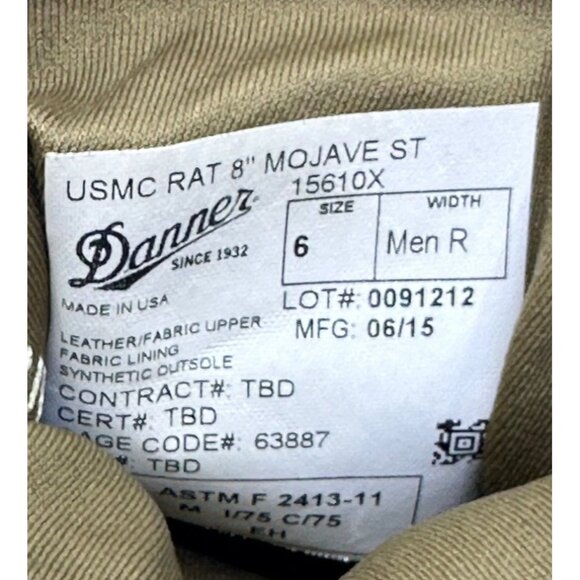 USMC RAT 8" MOJAVE ST
15610X
Danner
SINCE 1932
MADE IN USA
SIZE WIDTH
6 Men R
LOT#: 0091212
MFG: 06/15
LEATHER/FABRIC UPPER
FABRIC LINING
SYNTHETIC OUTSOLE
CONTRACT#: TBD
CERT#: TBD
CODE#: 63887
TBD
ASTM F 2413-11
M I/75 C/75
EH